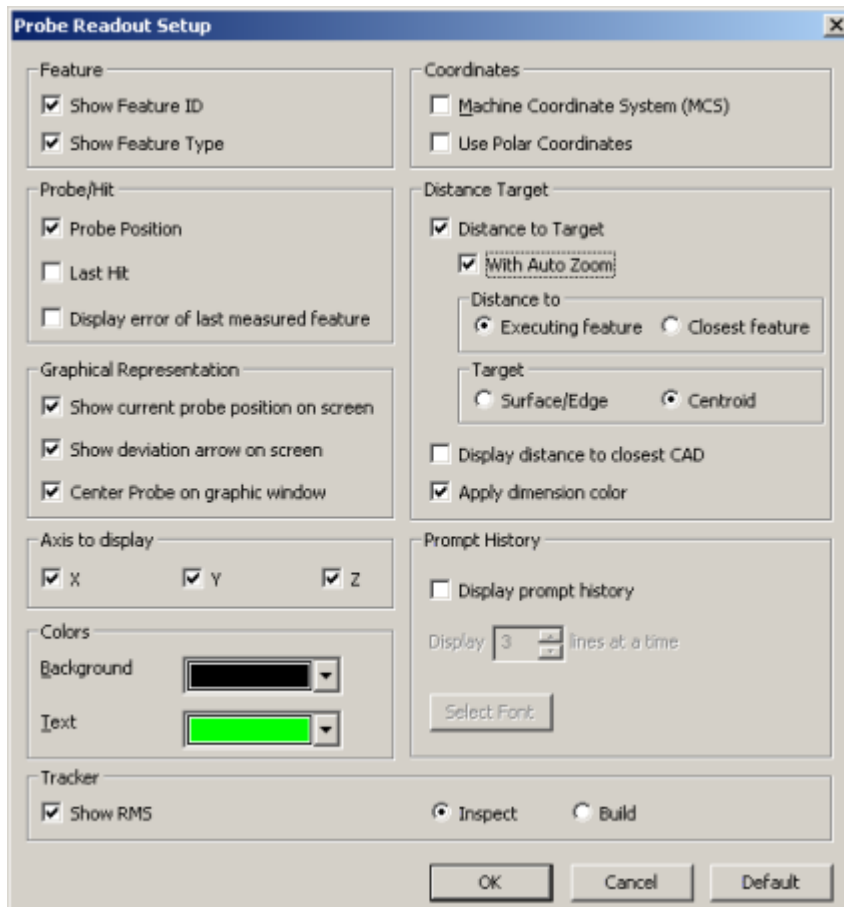 Probe Readout Setup
Feature
Show Feature ID
Show Feature Type
Probe/Hit
Probe Position
Last Hit
Display error of last measured feature
Graphical Representation
Show current probe position on screen
Show deviation arrow on screen
Center Probe on graphic window
Axis to display
X Y Z
Colors
Background
Text
Coordinates
Machine Coordinate System (MCS)
Use Polar Coordinates
Distance Target
Distance to Target
With Auto Zoom
Distance to
Executing feature Closest feature
Target
Surface/Edge Centroid
Display distance to closest CAD
Apply dimension color
Prompt History
Display prompt history
Display 3 lines at a time
Select Font
Tracker
Show RMS Inspect Build
OK Cancel Default